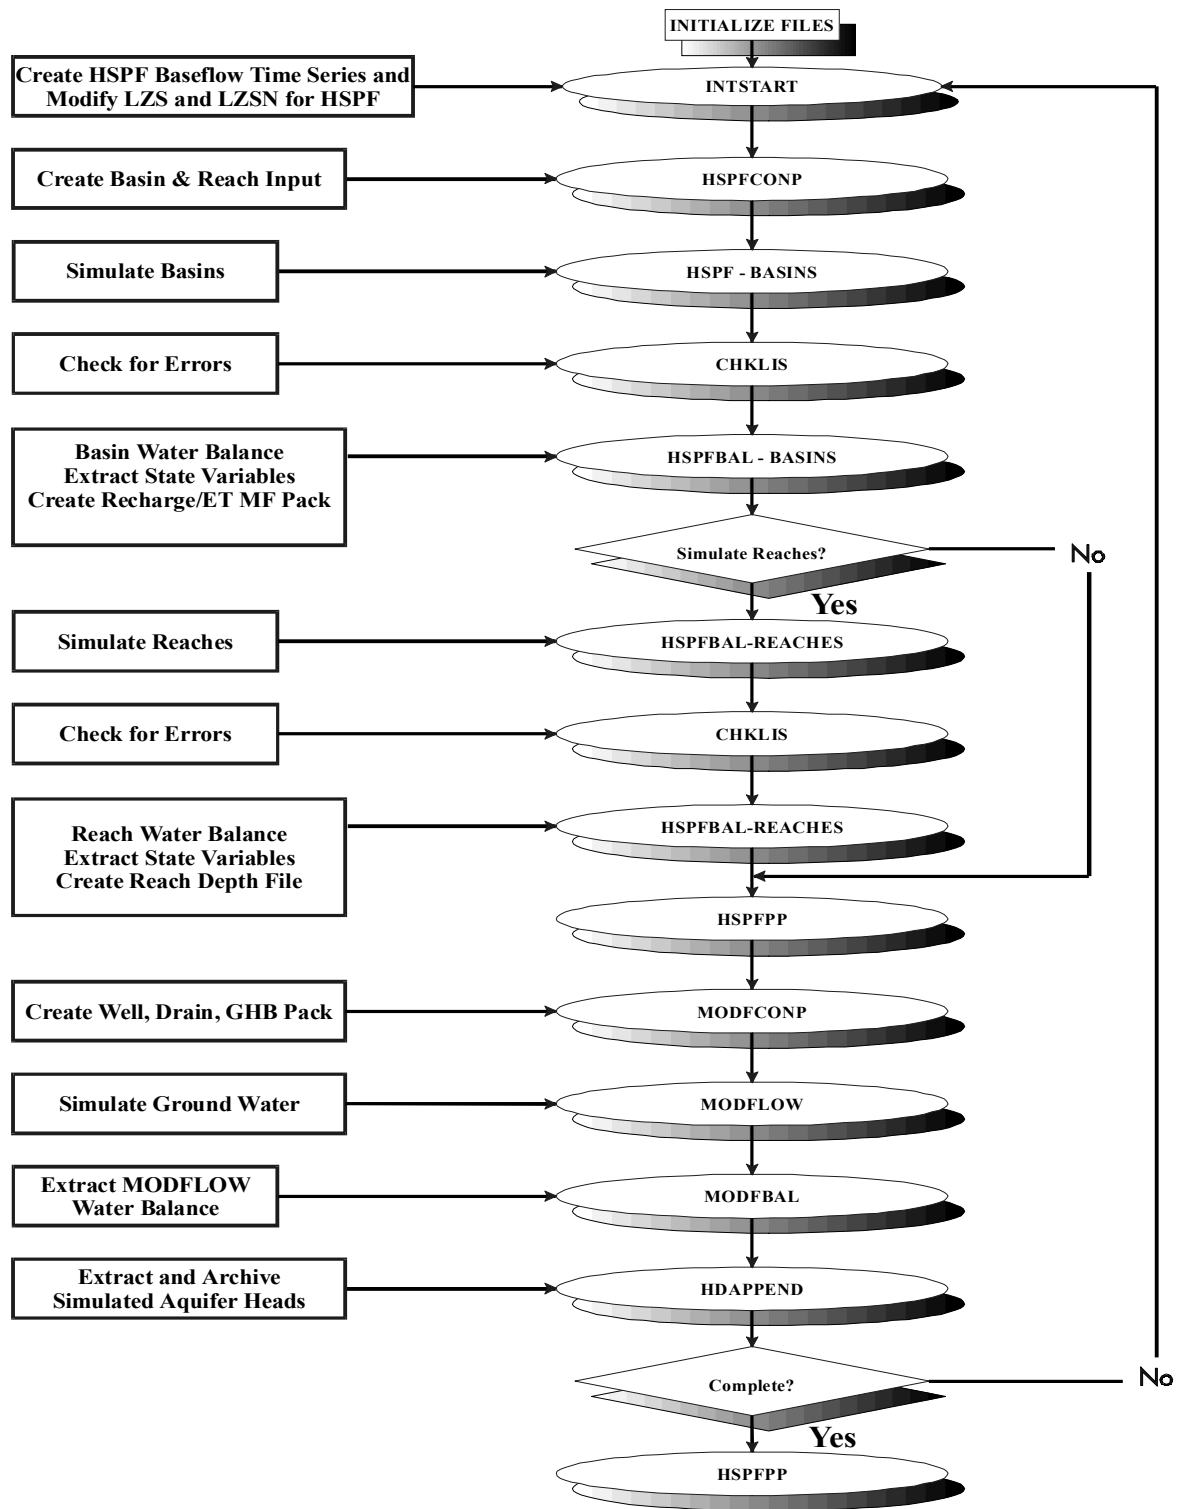 INITIALIZE FILES
Create HSPF Baseflow Time Series and
Modify LZS and LZSN for HSPF
INTSTART
Create Basin & Reach Input
HSPFCONP
Simulate Basins
HSPF - BASINS
Check for Errors
CHKLIS
Basin Water Balance
Extract State Variables
Create Recharge/ET MF Pack
HSPFBAL - BASINS
Simulate Reaches?
No
Yes
Simulate Reaches
HSPFBAL-REACHES
Check for Errors
CHKLIS
Reach Water Balance
Extract State Variables
Create Reach Depth File
HSPFBAL-REACHES
HSPFPP
Create Well, Drain, GHB Pack
MODFCONP
Simulate Ground Water
MODFLOW
Extract MODFLOW
Water Balance
MODFBAL
Extract and Archive
Simulated Aquifer Heads
HDAPPEND
Complete?
No
Yes
HSPFPP